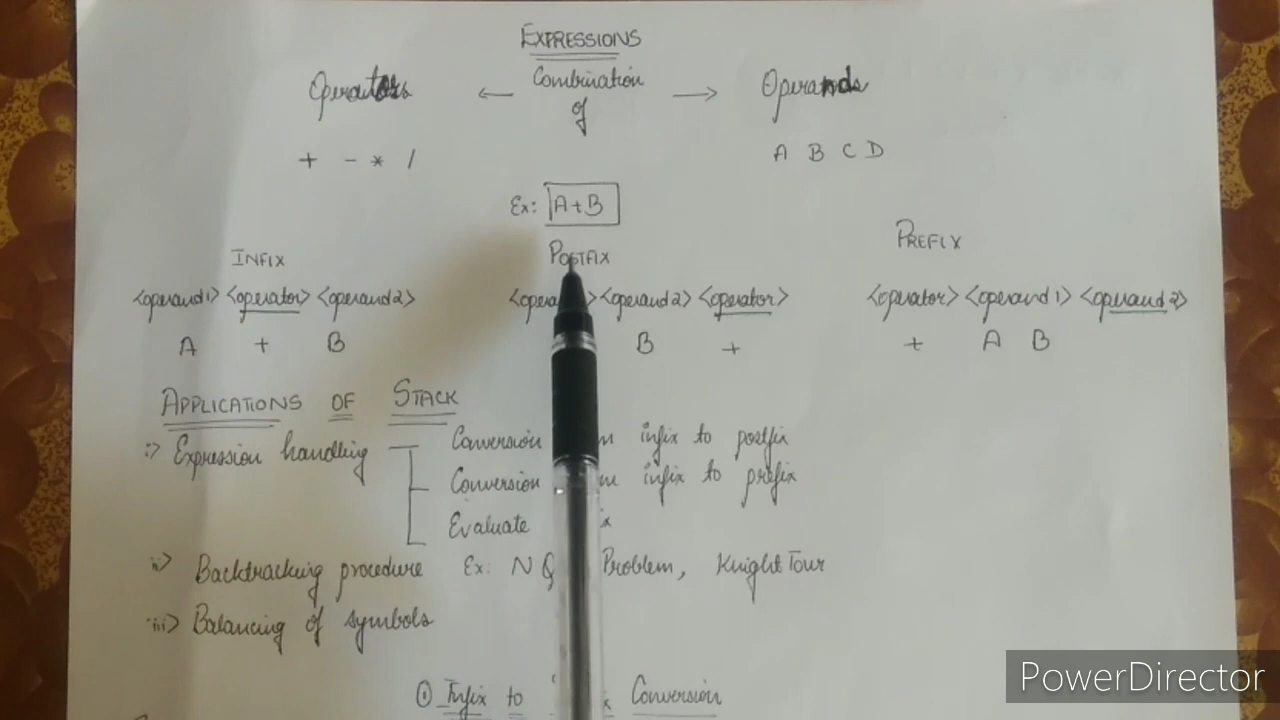 EXPRESSIONS
Operators ← Combination of → Operands
+ - * / A B C D
Ex: A+B
INFIX POSTFIX PREFIX
<operand1> <operator> <operand2> <operand2> <operator> <operator> <operand1> <operand2>
A + B B + + A B
APPLICATIONS OF STACK
i> Expression handling
Conversion infix to postfix
Conversion infix to prefix
Evaluate
ii> Backtracking procedure Ex: N Problem, Knight Tour
iii> Balancing of symbols
① Infix to Conversion
PowerDirector